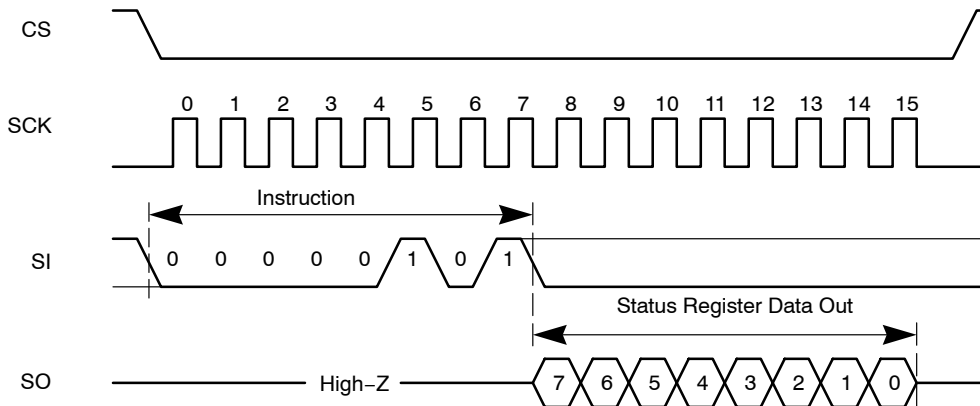 CS
0 1 2 3 4 5 6 7 8 9 10 11 12 13 14 15
SCK
Instruction
SI 0 0 0 0 0 1 0 1
Status Register Data Out
SO High−Z 7 6 5 4 3 2 1 0